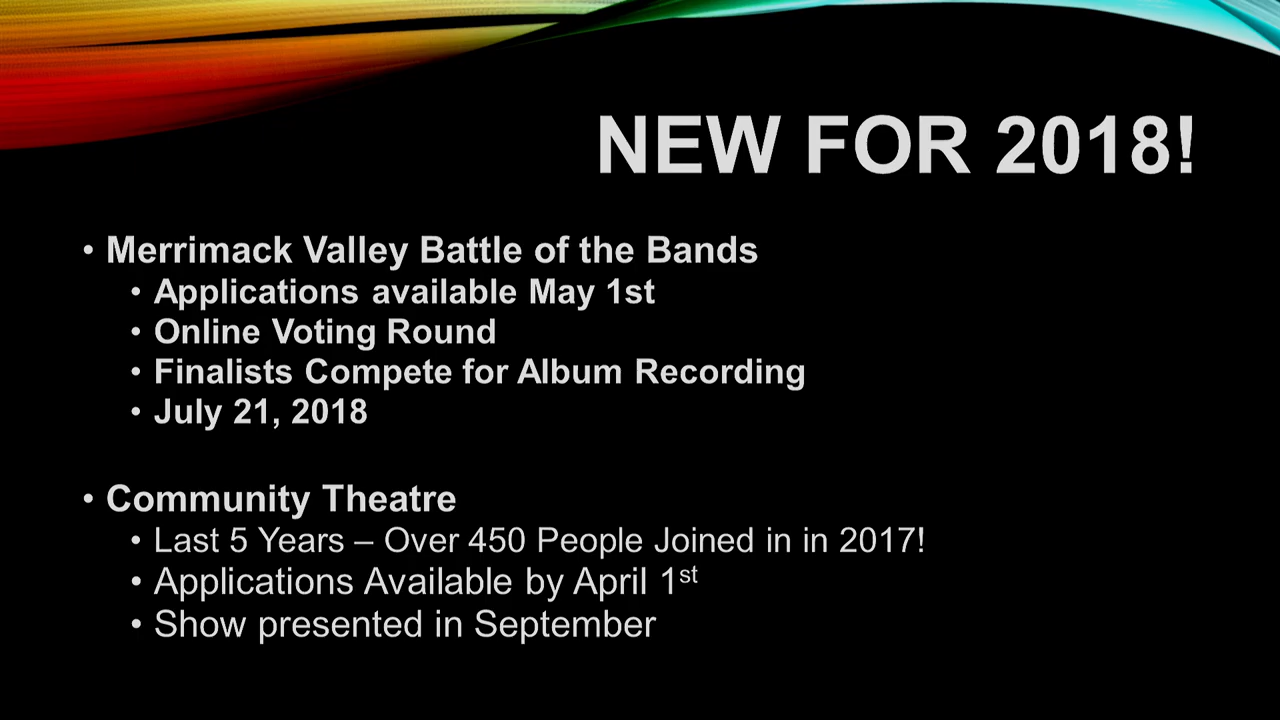 NEW FOR 2018!
• Merrimack Valley Battle of the Bands
• Applications available May 1st
• Online Voting Round
• Finalists Compete for Album Recording
• July 21, 2018
• Community Theatre
• Last 5 Years – Over 450 People Joined in in 2017!
• Applications Available by April 1st
• Show presented in September